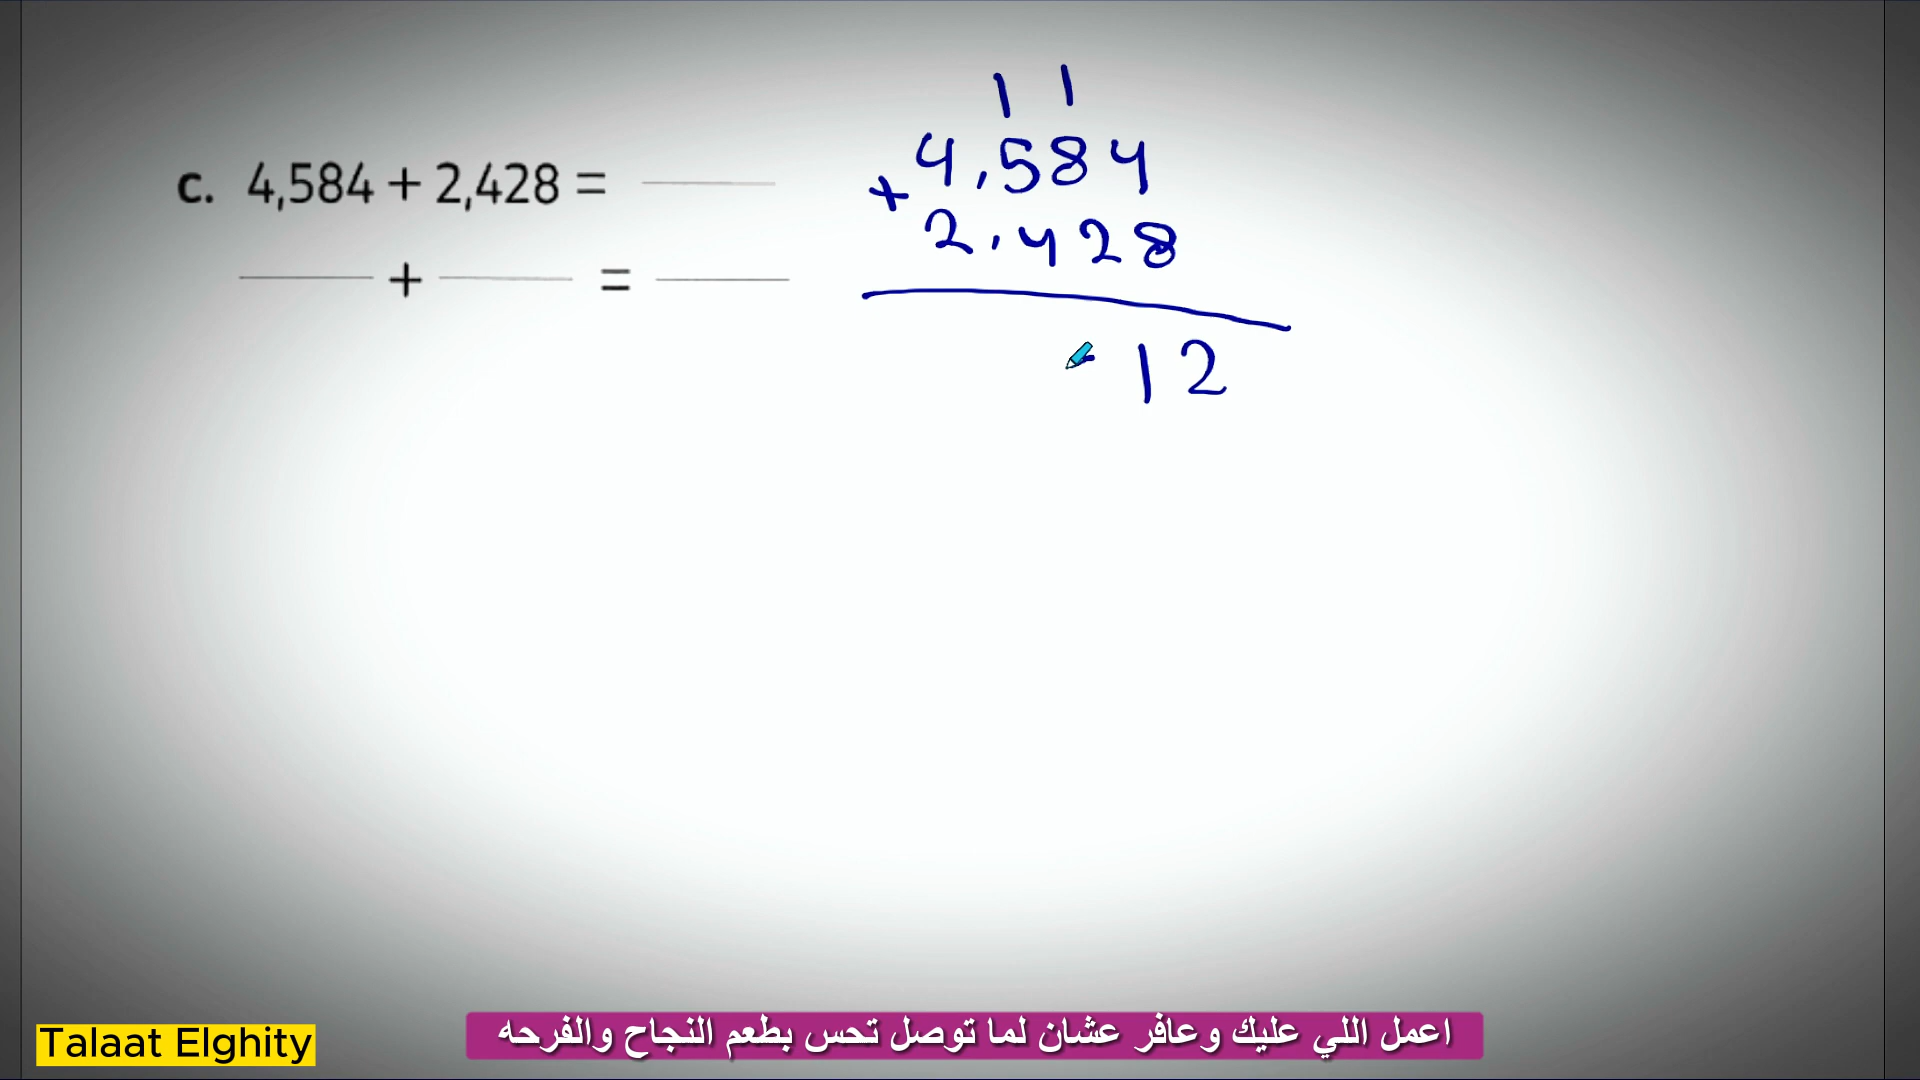 c. 4,584 + 2,428 =
+ =
1 1
4,584
+
2,428
12
Talaat Elghity
اعمل اللي عليك وعافر عشان لما توصل تحس بطعم النجاح والفرحه